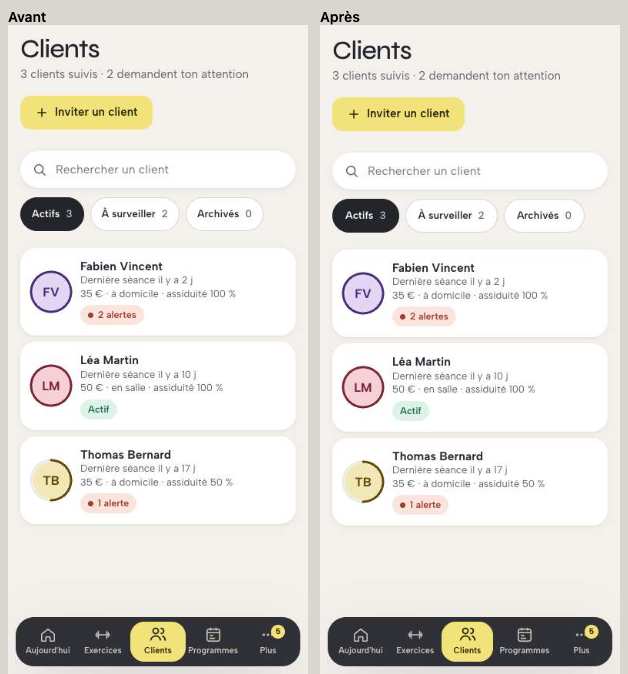 Avant
Clients
3 clients suivis · 2 demandent ton attention
+ Inviter un client
Rechercher un client
Actifs 3
À surveiller 2
Archivés 0
FV
Fabien Vincent
Dernière séance il y a 2 j
35 € · à domicile · assiduité 100 %
2 alertes
LM
Léa Martin
Dernière séance il y a 10 j
50 € · en salle · assiduité 100 %
Actif
TB
Thomas Bernard
Dernière séance il y a 17 j
35 € · à domicile · assiduité 50 %
1 alerte
Aujourd'hui
Exercices
Clients
Programmes
5
Plus
Après
Clients
3 clients suivis · 2 demandent ton attention
+ Inviter un client
Rechercher un client
Actifs 3
À surveiller 2
Archivés 0
FV
Fabien Vincent
Dernière séance il y a 2 j
35 € · à domicile · assiduité 100 %
2 alertes
LM
Léa Martin
Dernière séance il y a 10 j
50 € · en salle · assiduité 100 %
Actif
TB
Thomas Bernard
Dernière séance il y a 17 j
35 € · à domicile · assiduité 50 %
1 alerte
Aujourd'hui
Exercices
Clients
Programmes
5
Plus